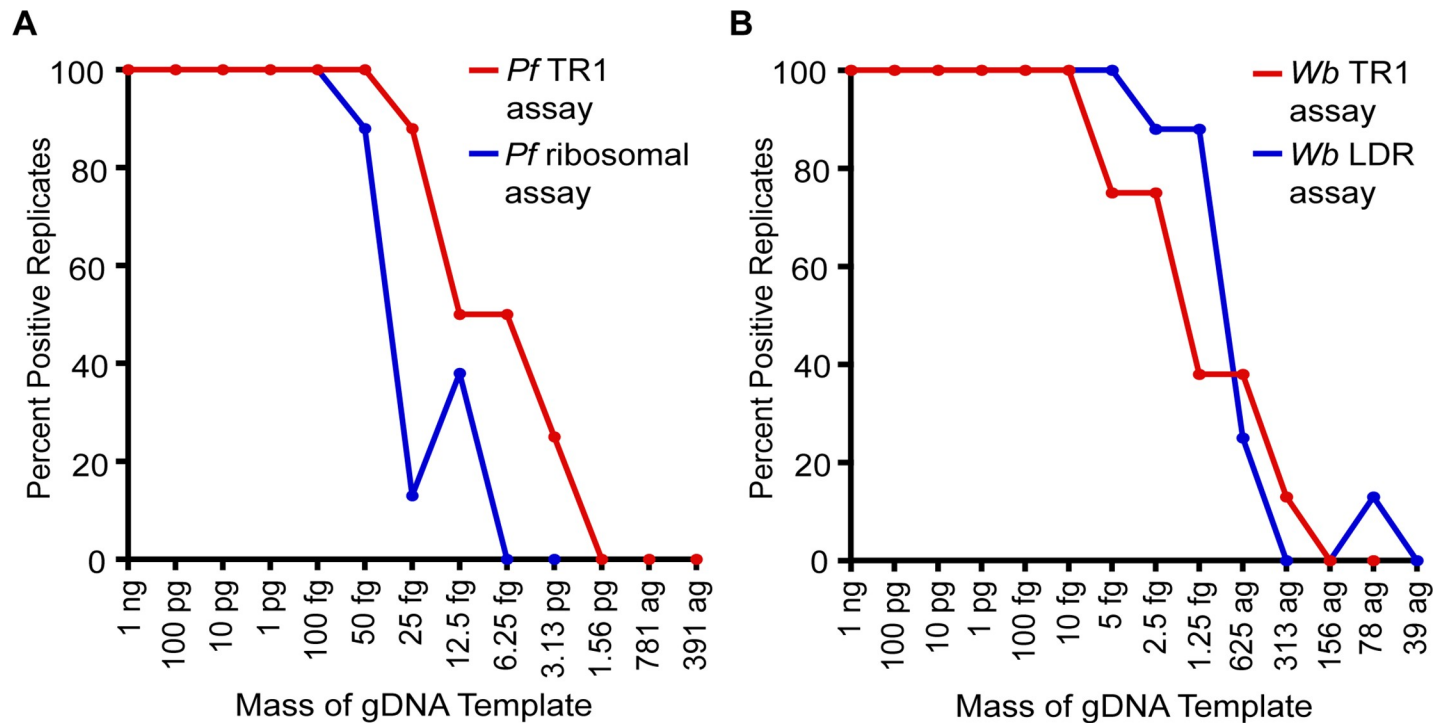 A
Percent Positive Replicates
100
80
60
40
20
0
Pf TR1
assay
Pf ribosomal
assay
1 ng
100 pg
10 pg
1 pg
100 fg
50 fg
25 fg
12.5 fg
6.25 fg
3.13 pg
1.56 pg
781 ag
391 ag
Mass of gDNA Template
B
Percent Positive Replicates
100
80
60
40
20
0
Wb TR1
assay
Wb LDR
assay
1 ng
100 pg
10 pg
1 pg
100 fg
10 fg
5 fg
2.5 fg
1.25 fg
625 ag
313 ag
156 ag
78 ag
39 ag
Mass of gDNA Template